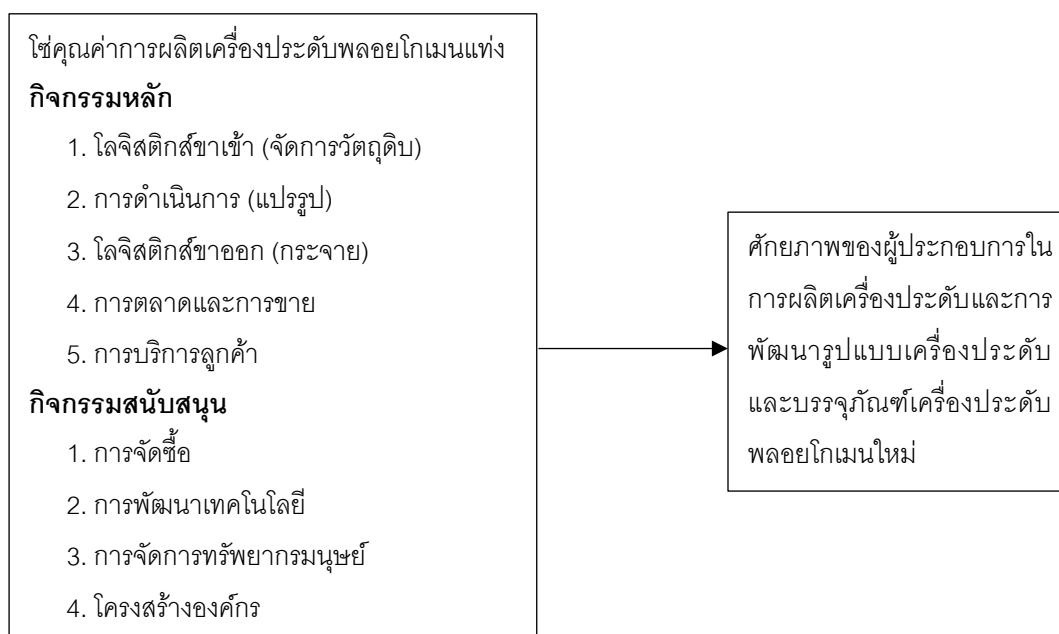 โซ่คุณค่าการผลิตเครื่องประดับพลอยโกเมนแท่ง
กิจกรรมหลัก
1. โลจิสติกส์ขาเข้า (จัดการวัตถุดิบ)
2. การดำเนินการ (แปรรูป)
3. โลจิสติกส์ขาออก (กระจาย)
4. การตลาดและการขาย
5. การบริการลูกค้า
กิจกรรมสนับสนุน
1. การจัดซื้อ
2. การพัฒนาเทคโนโลยี
3. การจัดการทรัพยากรมนุษย์
4. โครงสร้างองค์กร
ศักยภาพของผู้ประกอบการใน
การผลิตเครื่องประดับและการ
พัฒนารูปแบบเครื่องประดับ
และบรรจุภัณฑ์เครื่องประดับ
พลอยโกเมนใหม่